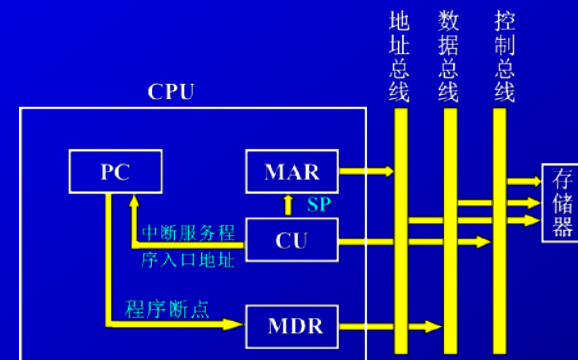 地址总线
数据总线
控制总线
CPU
PC
MAR
存储器
SP
中断服务程
序入口地址
CU
程序断点
MDR